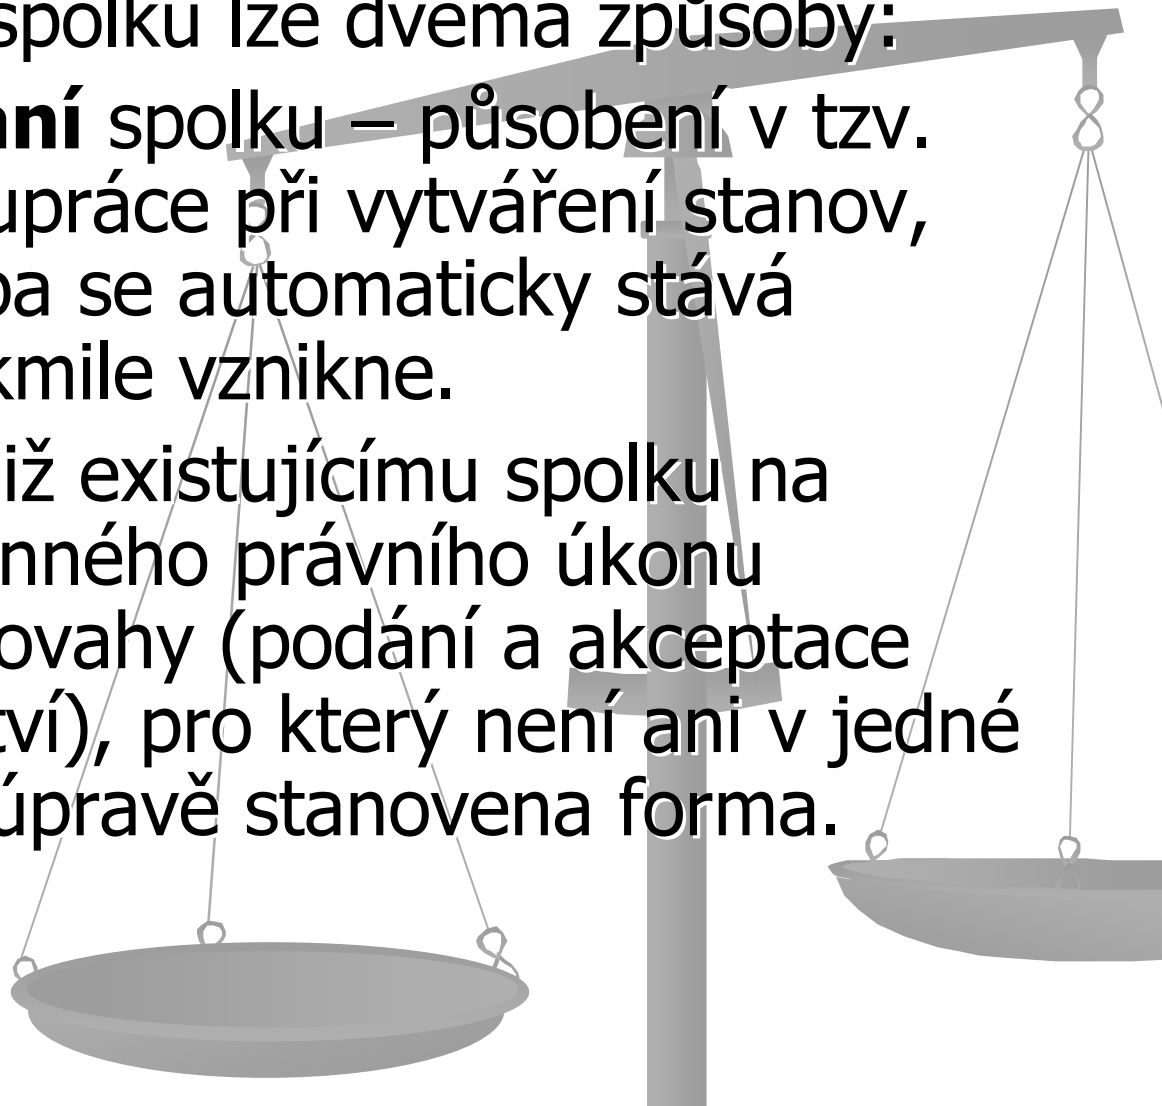 spolku lze dvěma způsoby:
ní spolku – působení v tzv.
upráce při vytváření stanov,
ba se automaticky stává
kmile vznikne.
iž existujícímu spolku na
nného právního úkonu
ovahy (podání a akceptace
tví), pro který není ani v jedné
úpravě stanovena forma.